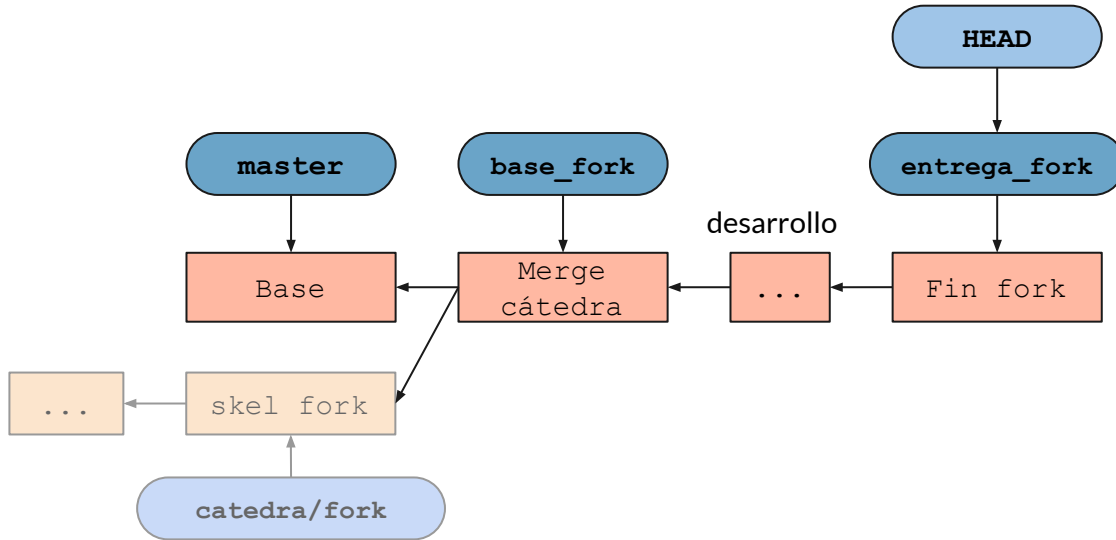 HEAD
master
base_fork
entrega_fork
desarrollo
Base
Merge
cátedra
...
Fin fork
...
skel fork
catedra/fork